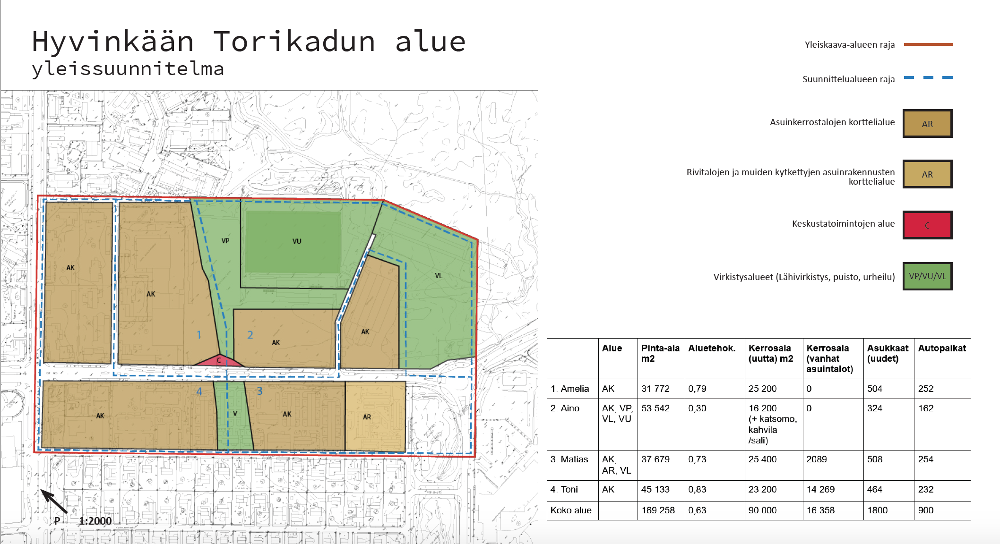 Hyvinkään Torikadun alue
yleissuunnitelma
Yleiskaava-alueen raja
Suunnittelualueen raja
Asuinkerrostalojen korttelialue
AR
Rivitalojen ja muiden kytkettyjen asuinrakennusten
korttelialue
AR
Keskustatoimintojen alue
C
Virkistysalueet (Lähivirkistys, puisto, urheilu)
VP/VU/VL
VP
VU
AK
VL
AK
1
2
AK
AK
C
4
3
AK
V
AK
AR
P 1:2000
Alue Pinta-ala m2 Aluetehok. Kerrosala (uutta) m2 Kerrosala (vanhat asuintalot) Asukkaat (uudet) Autopaikat
1. Amelia AK 31 772 0,79 25 200 0 504 252
2. Aino AK, VP, VL, VU 53 542 0,30 16 200 (+ katsomo, kahvila /sali) 0 324 162
3. Matias AK, AR, VL 37 679 0,73 25 400 2089 508 254
4. Toni AK 45 133 0,83 23 200 14 269 464 232
Koko alue 169 258 0,63 90 000 16 358 1800 900